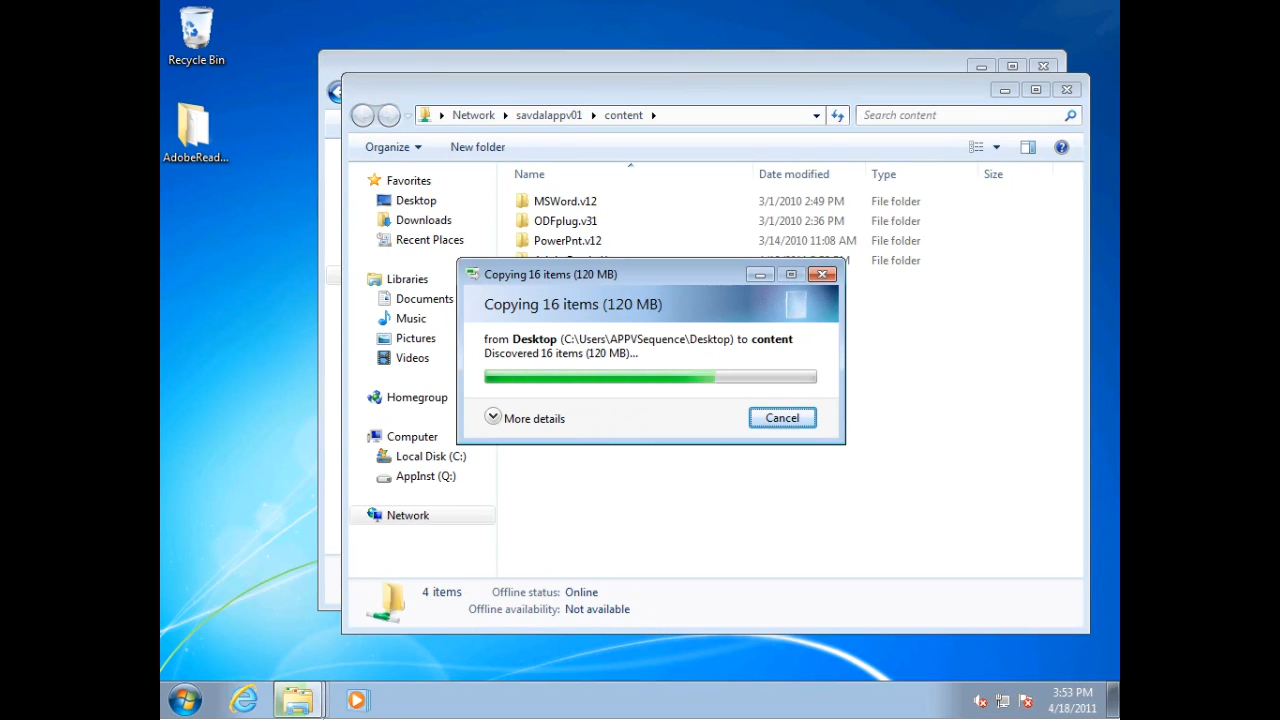 Recycle Bin
AdobeRead...
Network
savdalappv01
content
Search content
Organize
New folder
Name
Date modified
Type
Size
Favorites
Desktop
Downloads
Recent Places
Libraries
Documents
Music
Pictures
Videos
Homegroup
Computer
Local Disk (C:)
AppInst (Q:)
Network
MSWord.v12 3/1/2010 2:49 PM File folder
ODFplug.v31 3/1/2010 2:36 PM File folder
PowerPnt.v12 3/14/2010 11:08 AM File folder
File folder
Copying 16 items (120 MB)
Copying 16 items (120 MB)
from Desktop (C:\Users\APPVSequence\Desktop) to content
Discovered 16 items (120 MB)...
More details
Cancel
4 items
Offline status: Online
Offline availability: Not available
3:53 PM
4/18/2011